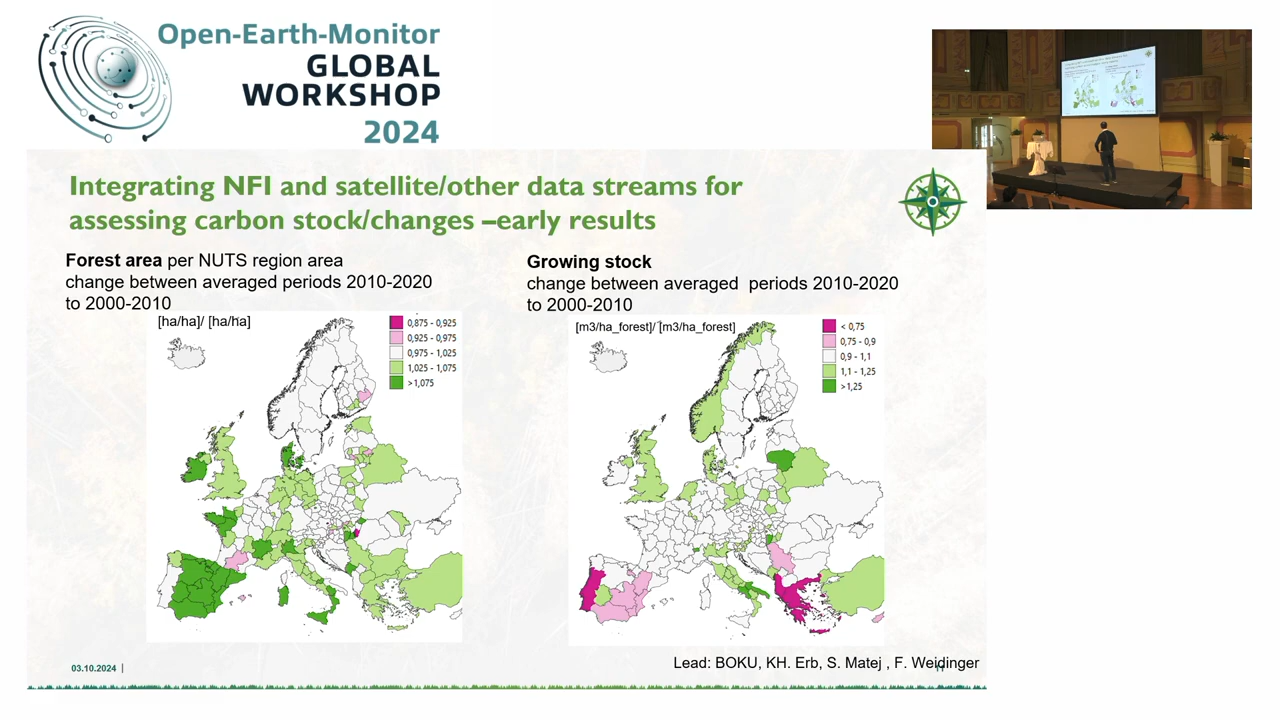 Open-Earth-Monitor
GLOBAL
WORKSHOP
2024
Integrating NFI and satellite/other data streams for
assessing carbon stock/changes –early results
Forest area per NUTS region area
change between averaged periods 2010-2020
to 2000-2010
[ha/ha]/ [ha/ha]
0,875 - 0,925
0,925 - 0,975
0,975 - 1,025
1,025 - 1,075
>1,075
Growing stock
change between averaged periods 2010-2020
to 2000-2010
[m3/ha_forest]/ [m3/ha_forest]
< 0,75
0,75 - 0,9
0,9 - 1,1
1,1 - 1,25
>1,25
Lead: BOKU, KH. Erb, S. Matej , F. Weidinger
03.10.2024 |